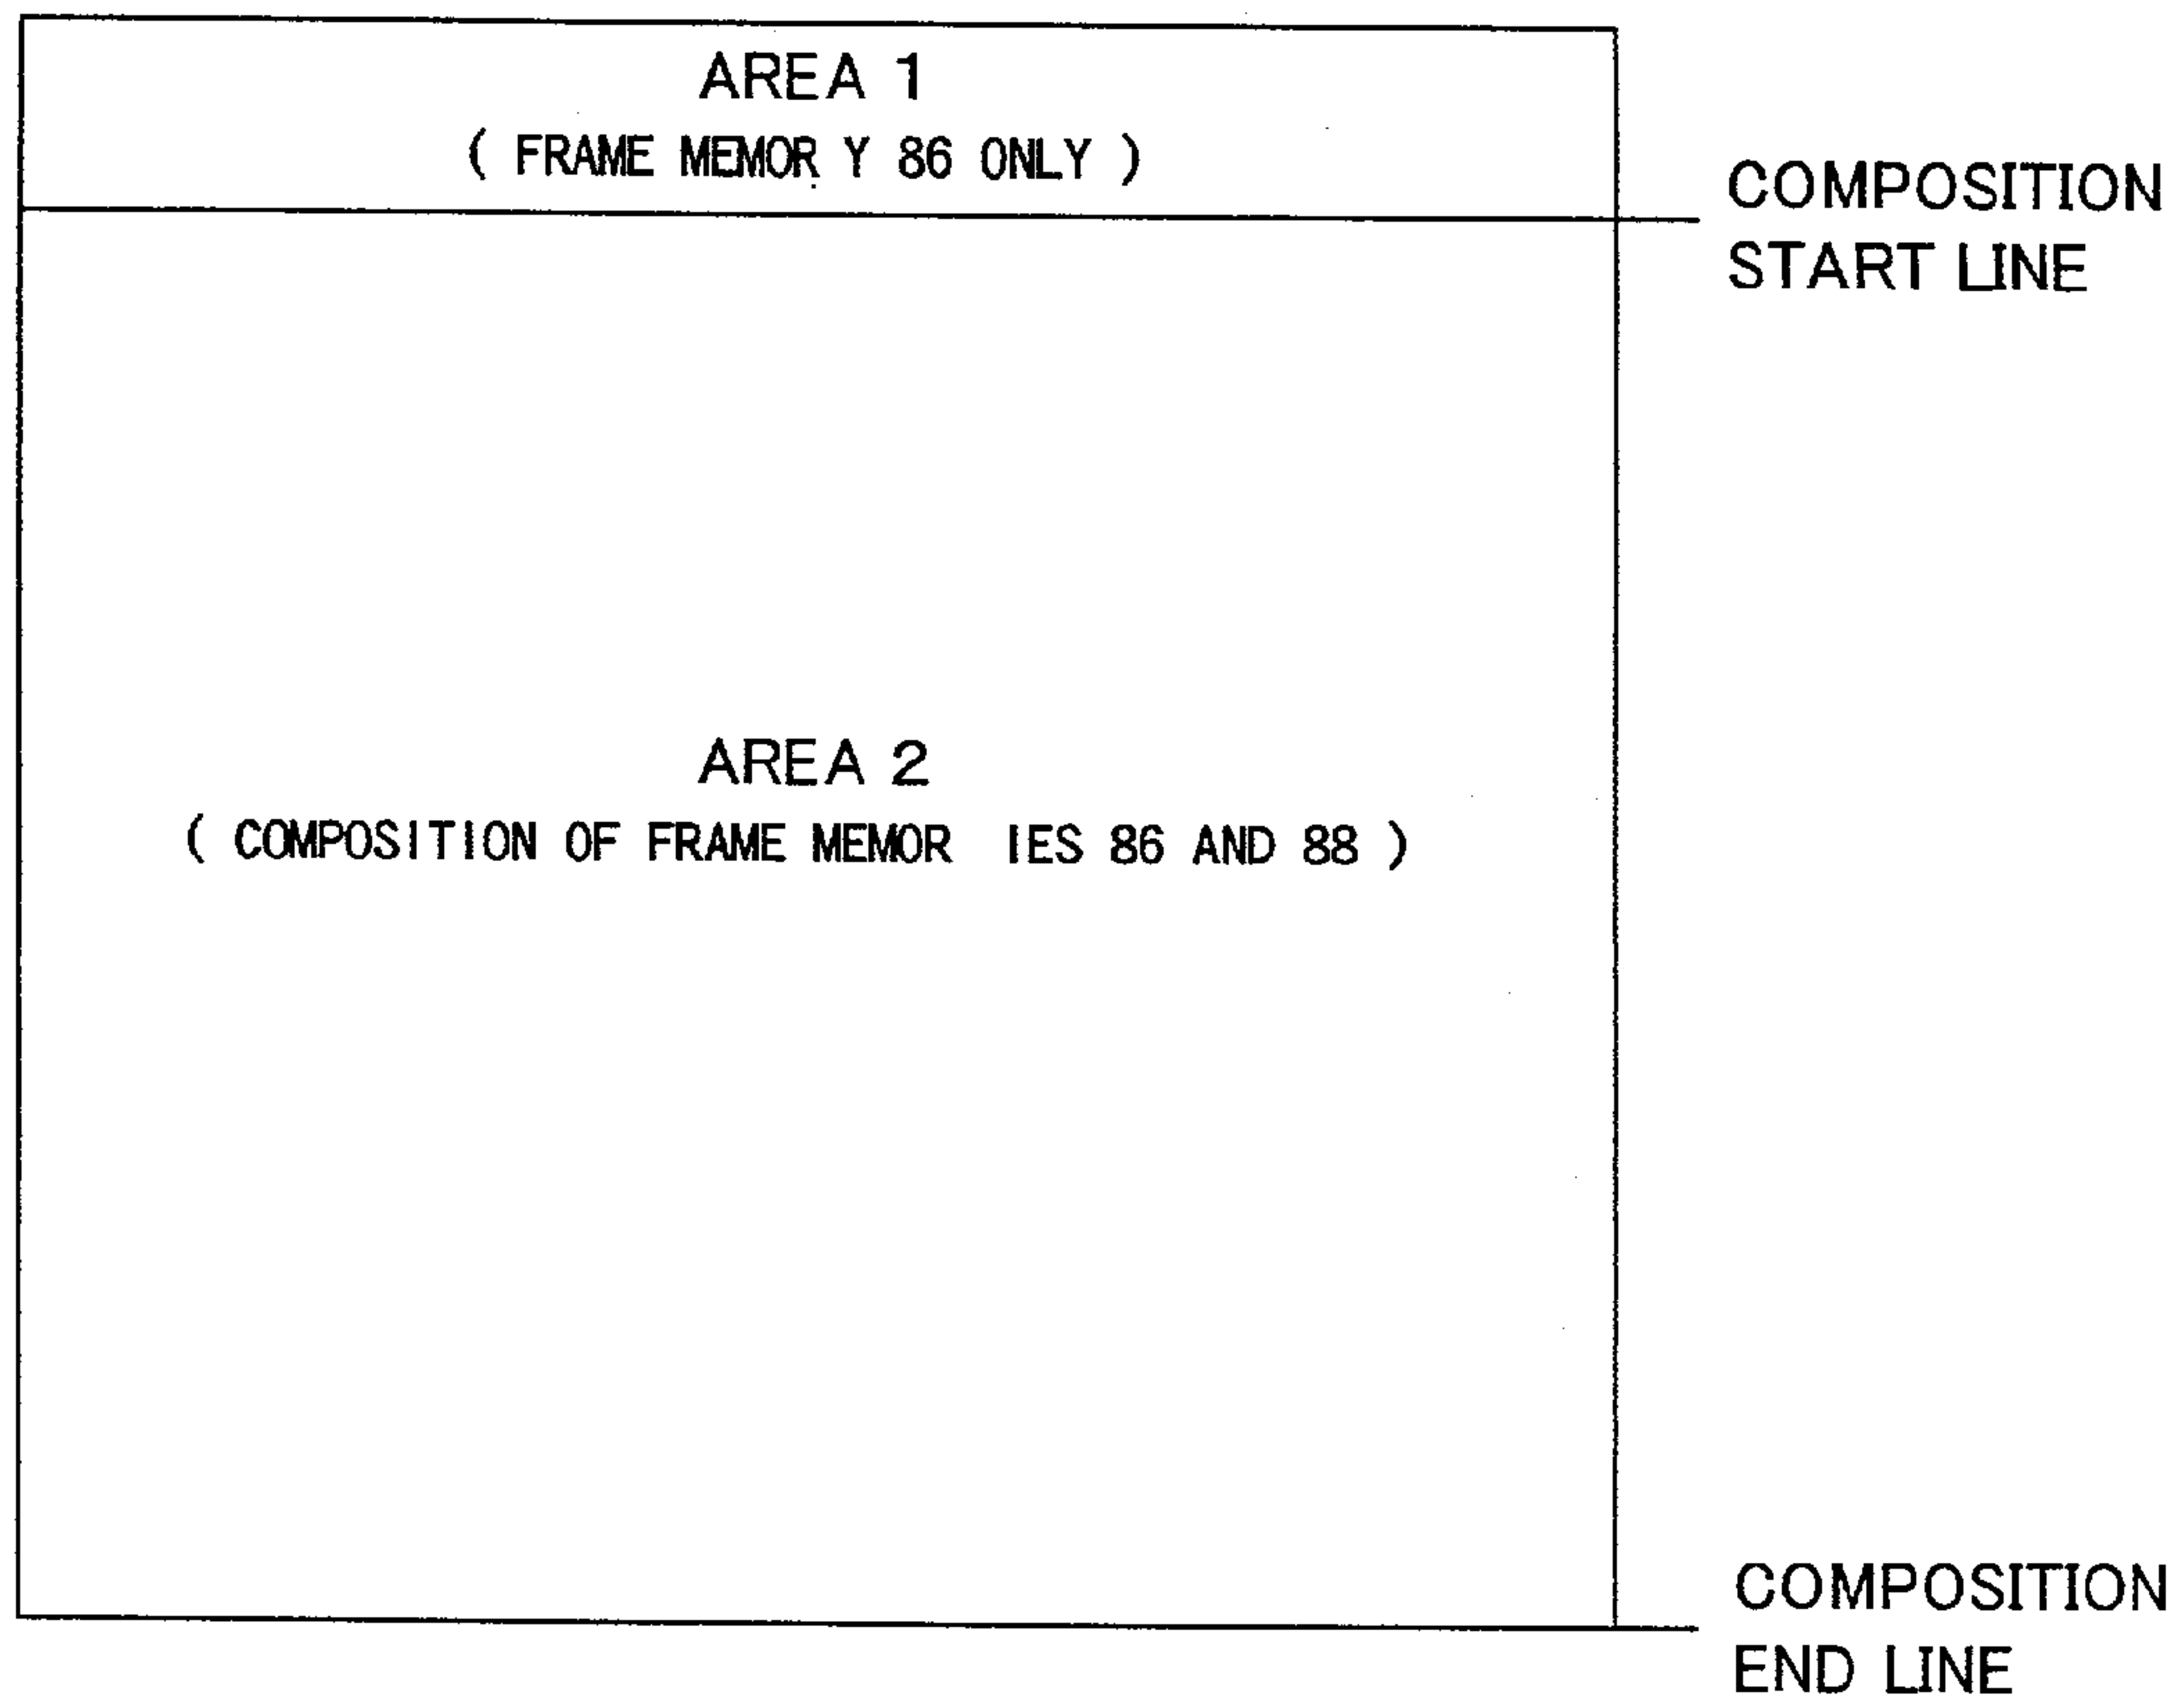 AREA 1
( FRAME MEMOR Y 86 ONLY )
COMPOSITION
START LINE
AREA 2
( COMPOSITION OF FRAME MEMOR IES 86 AND 88 )
COMPOSITION
END LINE